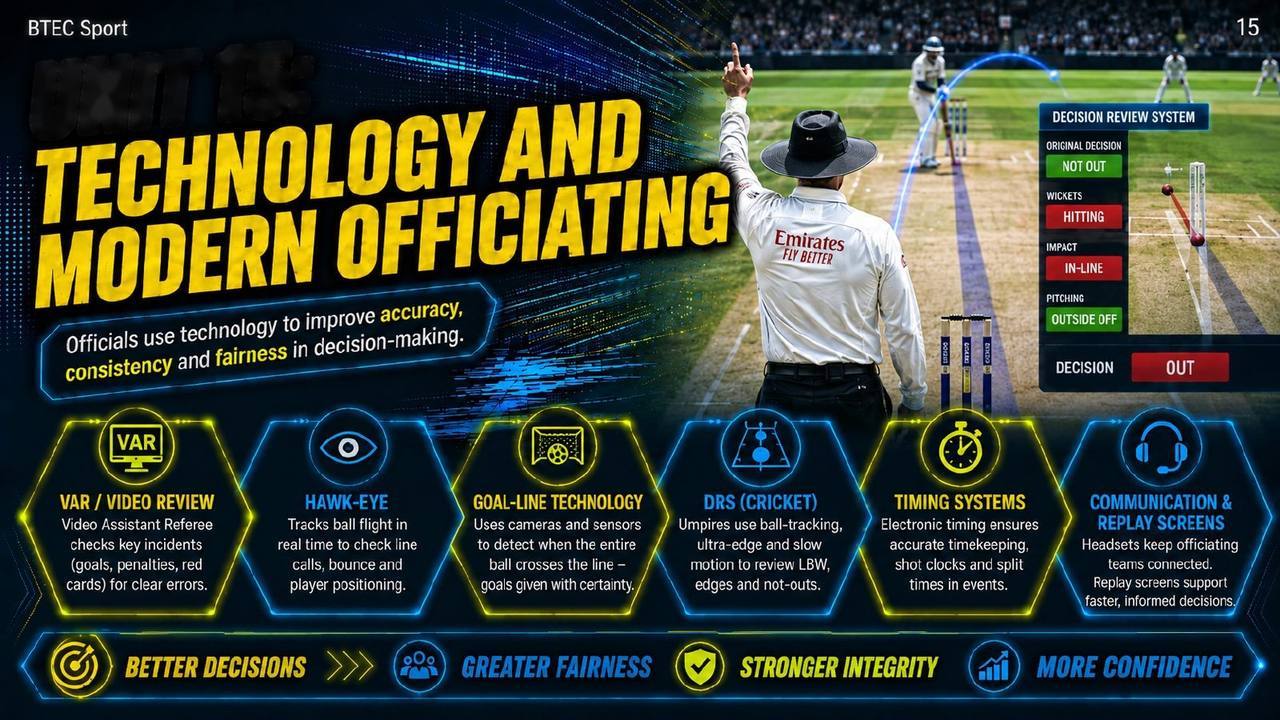 BTEC Sport
15
TECHNOLOGY AND
MODERN OFFICIATING
Officials use technology to improve accuracy,
consistency and fairness in decision-making.
Emirates
FLY BETTER
DECISION REVIEW SYSTEM
ORIGINAL DECISION
NOT OUT
WICKETS
HITTING
IMPACT
IN-LINE
PITCHING
OUTSIDE OFF
DECISION
OUT
VAR
VAR / VIDEO REVIEW
Video Assistant Referee
checks key incidents
(goals, penalties, red
cards) for clear errors.
HAWK-EYE
Tracks ball flight in
real time to check line
calls, bounce and
player positioning.
GOAL-LINE TECHNOLOGY
Uses cameras and sensors
to detect when the entire
ball crosses the line –
goals given with certainty.
DRS (CRICKET)
Umpires use ball-tracking,
ultra-edge and slow
motion to review LBW,
edges and not-outs.
TIMING SYSTEMS
Electronic timing ensures
accurate timekeeping,
shot clocks and split
times in events.
COMMUNICATION &
REPLAY SCREENS
Headsets keep officiating
teams connected.
Replay screens support
faster, informed decisions.
BETTER DECISIONS
GREATER FAIRNESS
STRONGER INTEGRITY
MORE CONFIDENCE